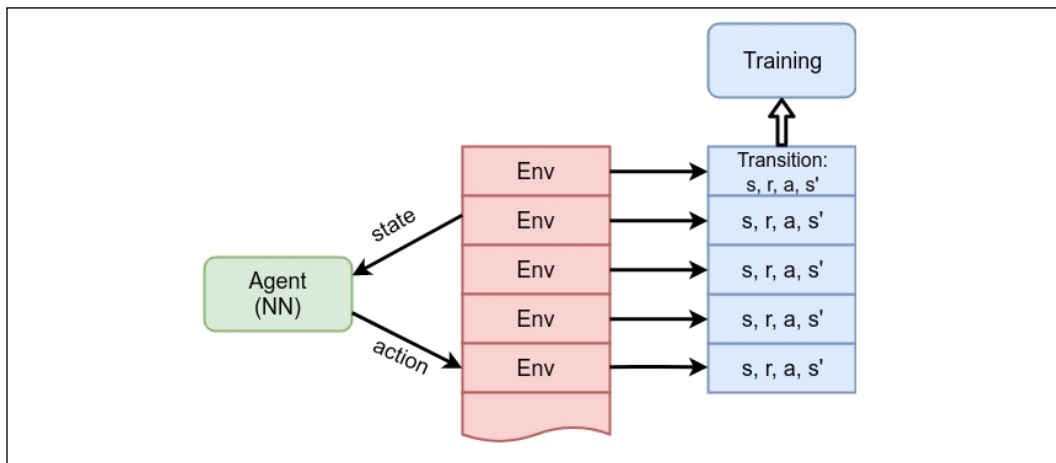 Training
Env
Transition:
s, r, a, s'
state
Env
s, r, a, s'
Agent
(NN)
Env
s, r, a, s'
action
Env
s, r, a, s'
Env
s, r, a, s'